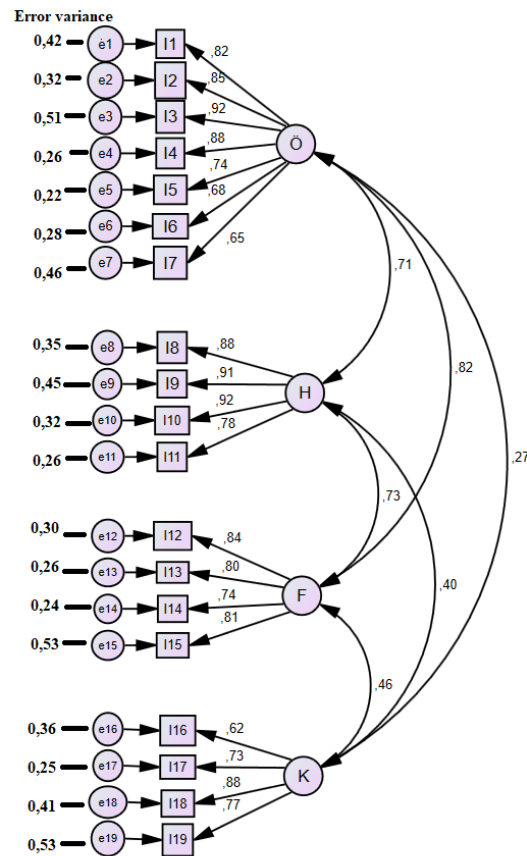 Error variance
0,42 ė1 I1 ,82
0,32 e2 I2 ,85
0,51 e3 I3 ,92
0,26 e4 I4 ,88
0,22 e5 I5 ,74
0,28 e6 I6 ,68
0,46 e7 I7 ,65
Ö
,71
0,35 e8 I8 ,88
0,45 e9 I9 ,91
0,32 e10 I10 ,92
0,26 e11 I11 ,78
H
,82
,27
,73
0,30 e12 I12 ,84
0,26 e13 I13 ,80
0,24 e14 I14 ,74
0,53 e15 I15 ,81
F
,40
,46
0,36 e16 I16 ,62
0,25 e17 I17 ,73
0,41 e18 I18 ,88
0,53 e19 I19 ,77
K